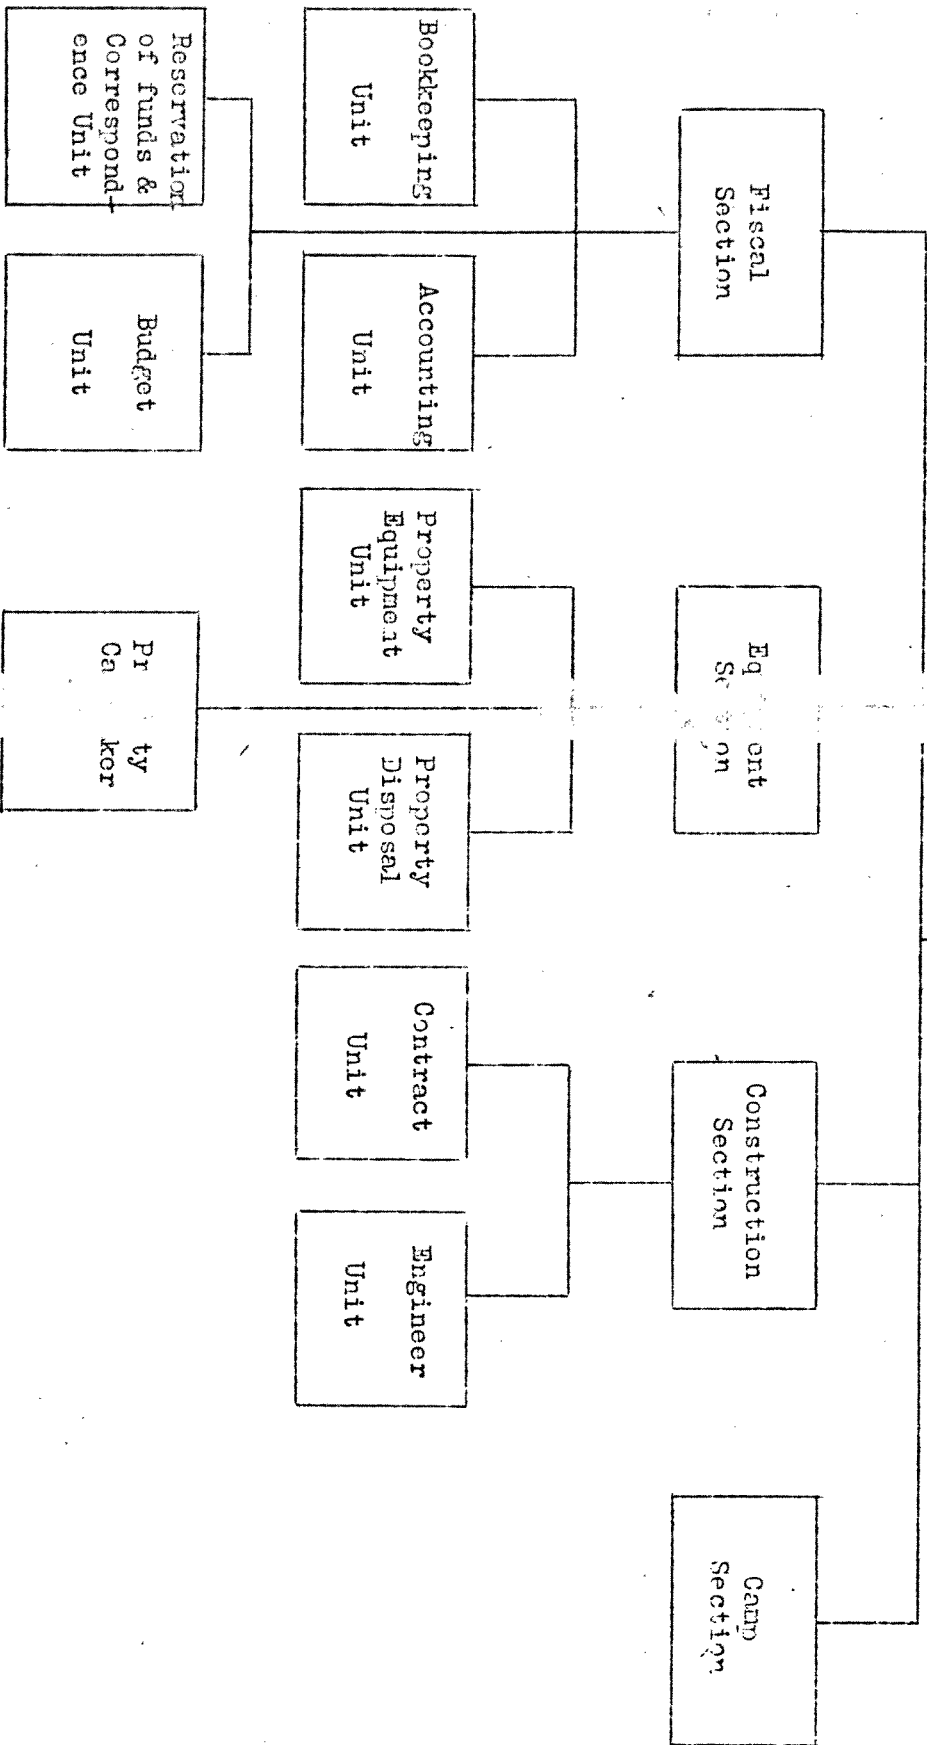 Fiscal
Section
Construction
Section
Camp
Section
Bookkeeping
Unit
Accounting
Unit
Property
Equipment
Unit
Property
Disposal
Unit
Contract
Unit
Engineer
Unit
Reservation
of funds &
Correspond-
ence Unit
Budget
Unit